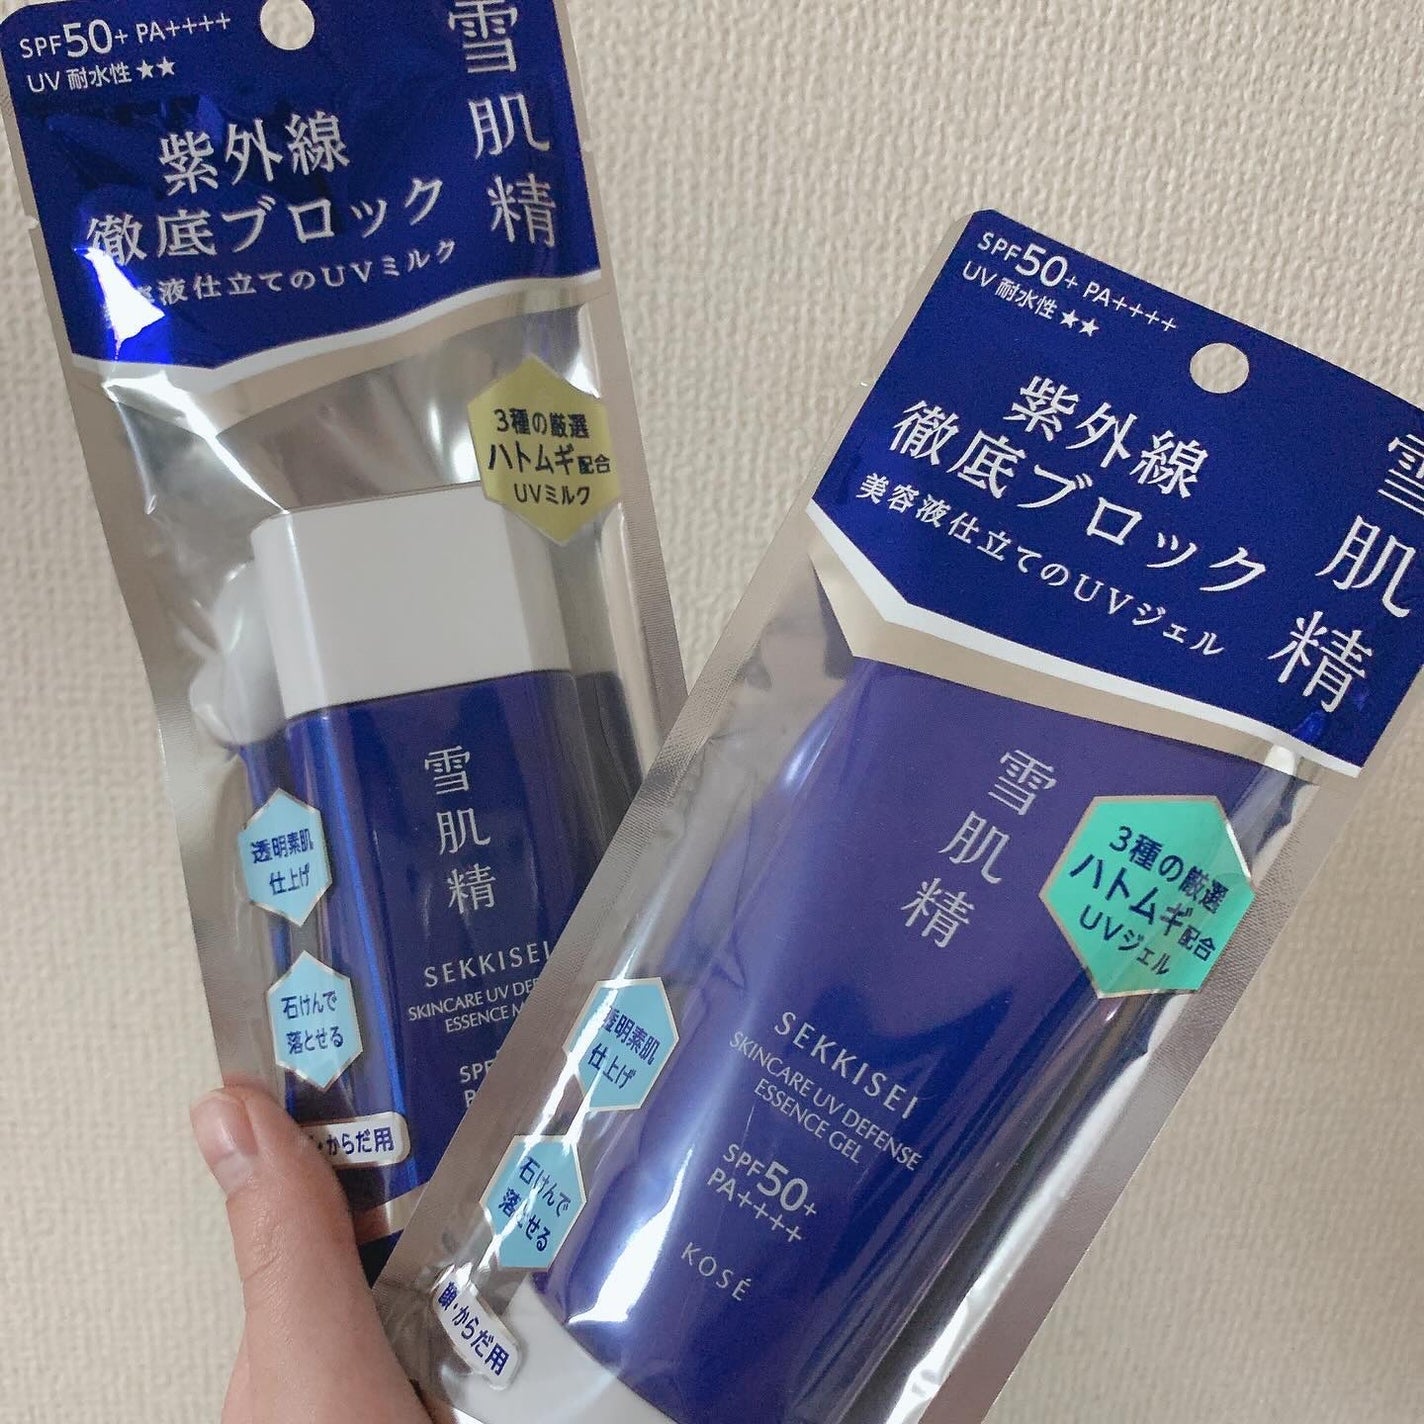 SPF50+ PA++++
UV 耐水性 ★★
雪肌精
紫外線
徹底ブロック
液仕立てのUVミルク
3種の厳選
ハトムギ配合
UVミルク
雪肌精
透明素肌
仕上げ
石けんで
落とせる
SEKKISEI
SKINCARE UV
ESSENCE
・からだ用
SPF50+ PA++++
UV 耐水性 ★★
雪肌精
紫外線
徹底ブロック
美容液仕立てのUVジェル
雪肌精
3種の厳選
ハトムギ配合
UVジェル
透明素肌
仕上げ
石けんで
落とせる
SEKKISEI
SKINCARE UV DEFENSE
ESSENCE GEL
SPF50+
PA++++
KOSÉ
顔・からだ用